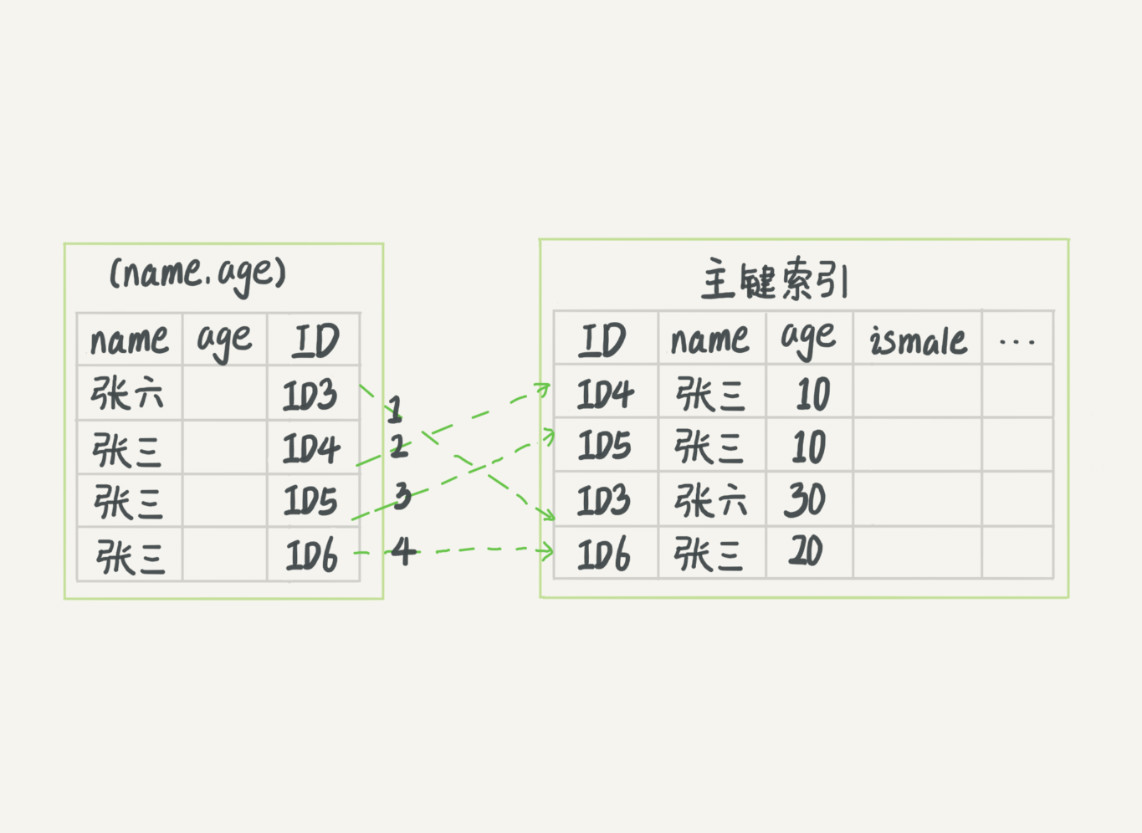 (name.age)
name age ID
张六 ID3
张三 ID4
张三 ID5
张三 ID6
1
2
3
4
主键索引
ID name age ismale ...
ID4 张三 10
ID5 张三 10
ID3 张六 30
ID6 张三 20